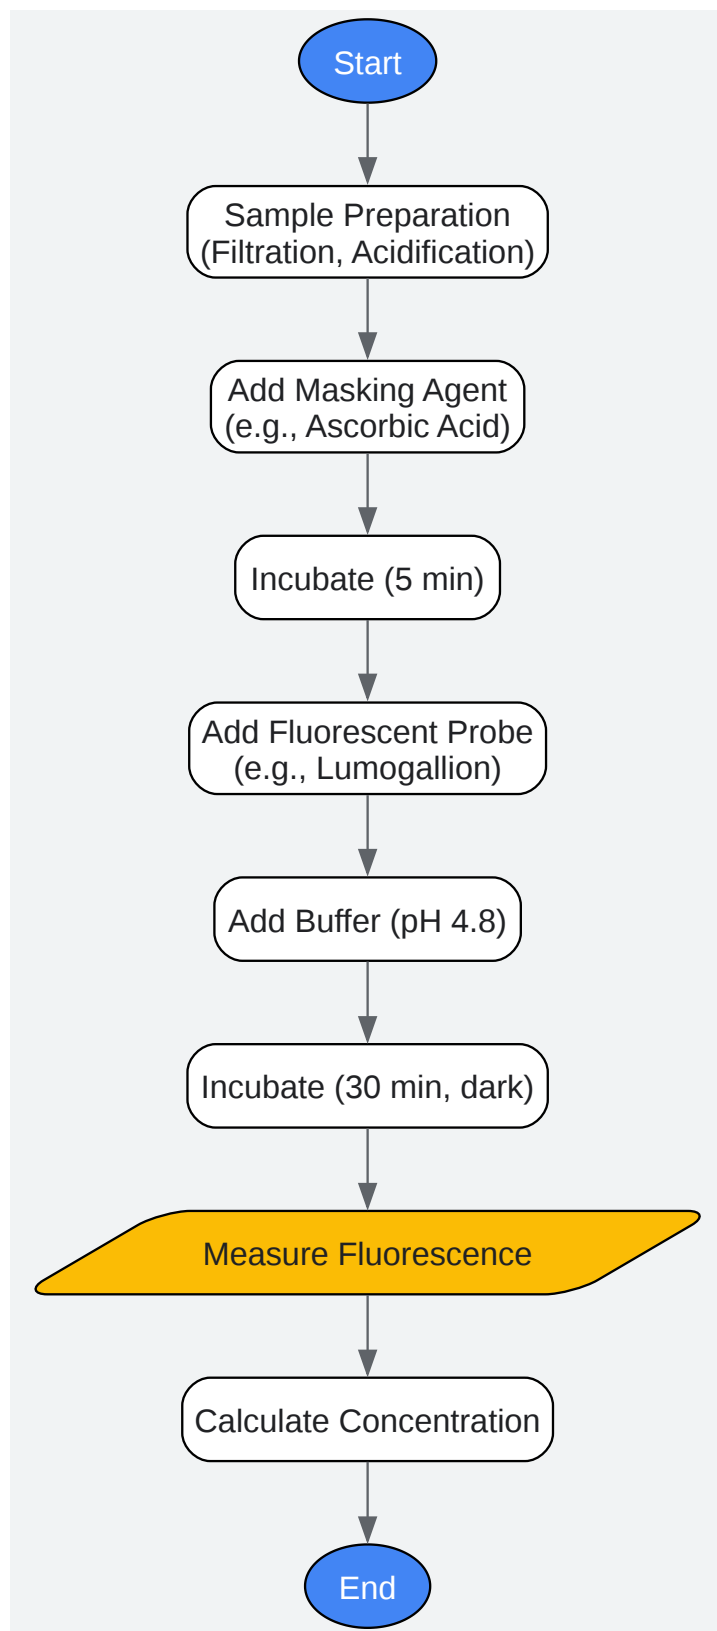 Start
Sample Preparation
(Filtration, Acidification)
Add Masking Agent
(e.g., Ascorbic Acid)
Incubate (5 min)
Add Fluorescent Probe
(e.g., Lumogallion)
Add Buffer (pH 4.8)
Incubate (30 min, dark)
Measure Fluorescence
Calculate Concentration
End